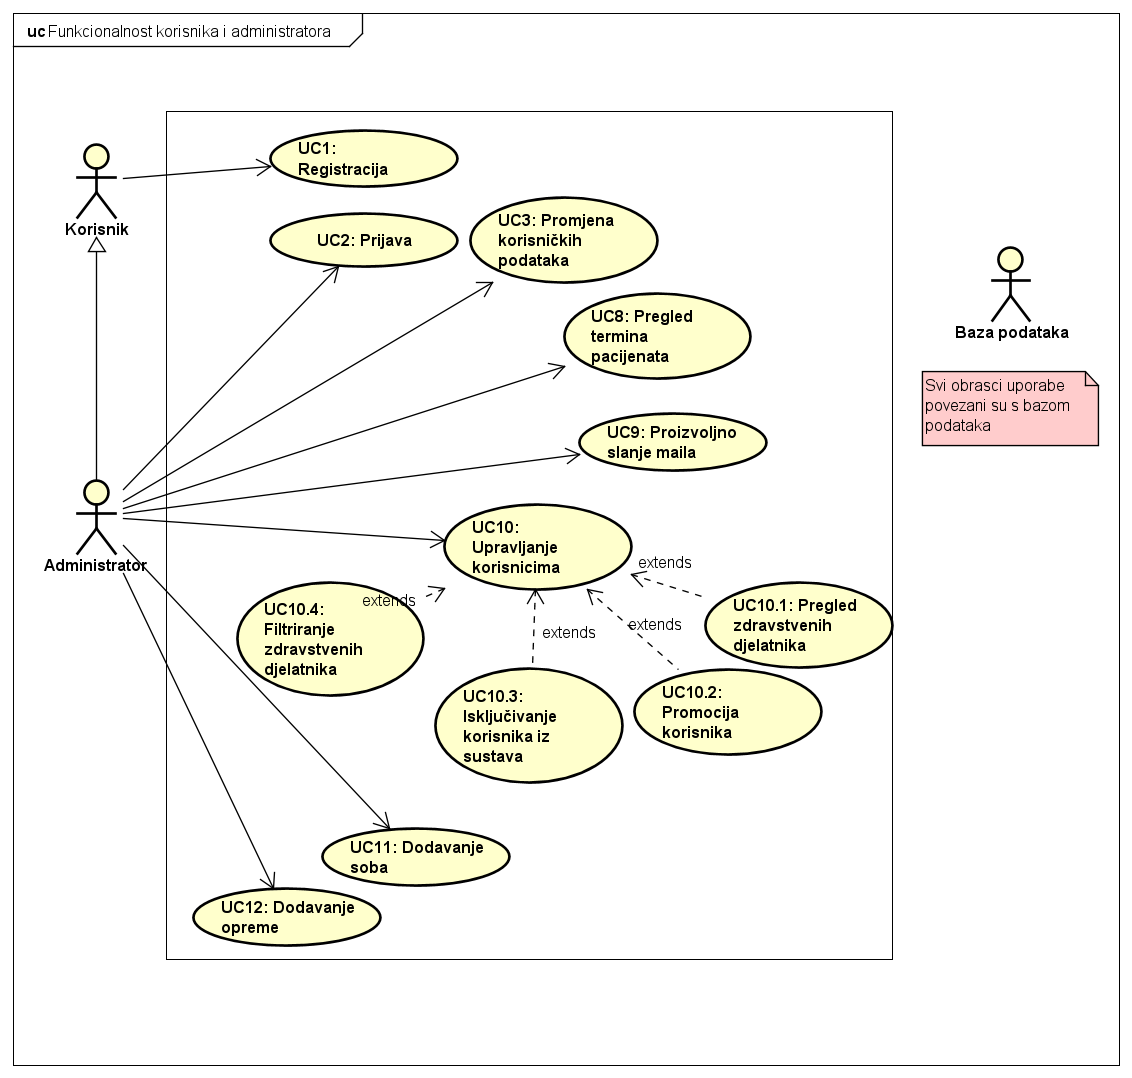 uc Funkcionalnost korisnika i administratora
UC1:
Registracija
Korisnik
UC2: Prijava
UC3: Promjena
korisničkih
podataka
UC8: Pregled
termina
pacijenata
Baza podataka
Svi obrasci uporabe
povezani su s bazom
podataka
UC9: Proizvoljno
slanje maila
Administrator
UC10:
Upravljanje
korisnicima
extends
extends
extends
extends
UC10.4:
Filtriranje
zdravstvenih
djelatnika
UC10.1: Pregled
zdravstvenih
djelatnika
UC10.3:
Isključivanje
korisnika iz
sustava
UC10.2:
Promocija
korisnika
UC11: Dodavanje
soba
UC12: Dodavanje
opreme